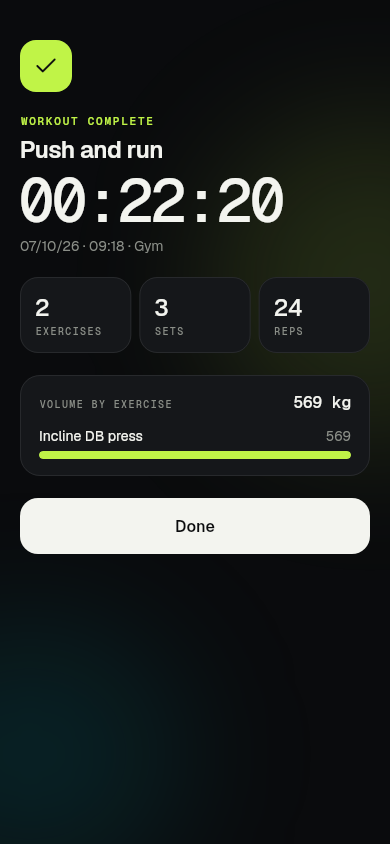 WORKOUT COMPLETE
Push and run
00:22:20
07/10/26 · 09:18 · Gym
2
EXERCISES
3
SETS
24
REPS
VOLUME BY EXERCISE 569 kg
Incline DB press 569
Done